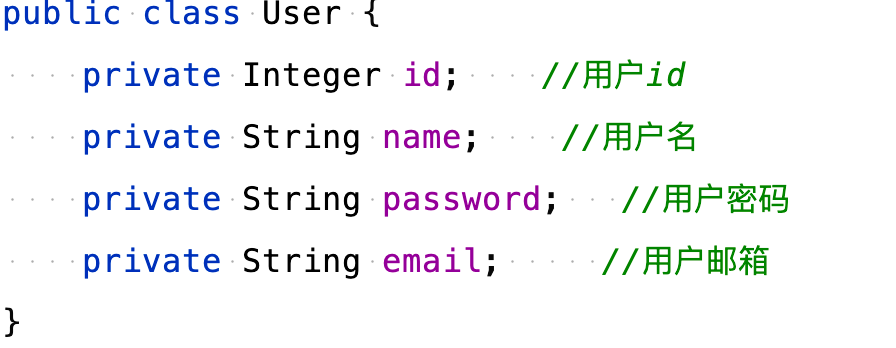 public class User {
    private Integer id;    //用户id
    private String name;    //用户名
    private String password;   //用户密码
    private String email;     //用户邮箱
}